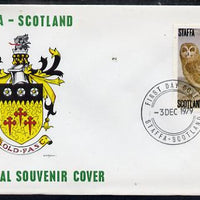 FA - SCOTLAND
STAFFA
SCOTLAND
FIRST DAY
- 3 DEC 1979
STAFFA - SCOTLAND
OLD-FAS
AL SOUVENIR COVER